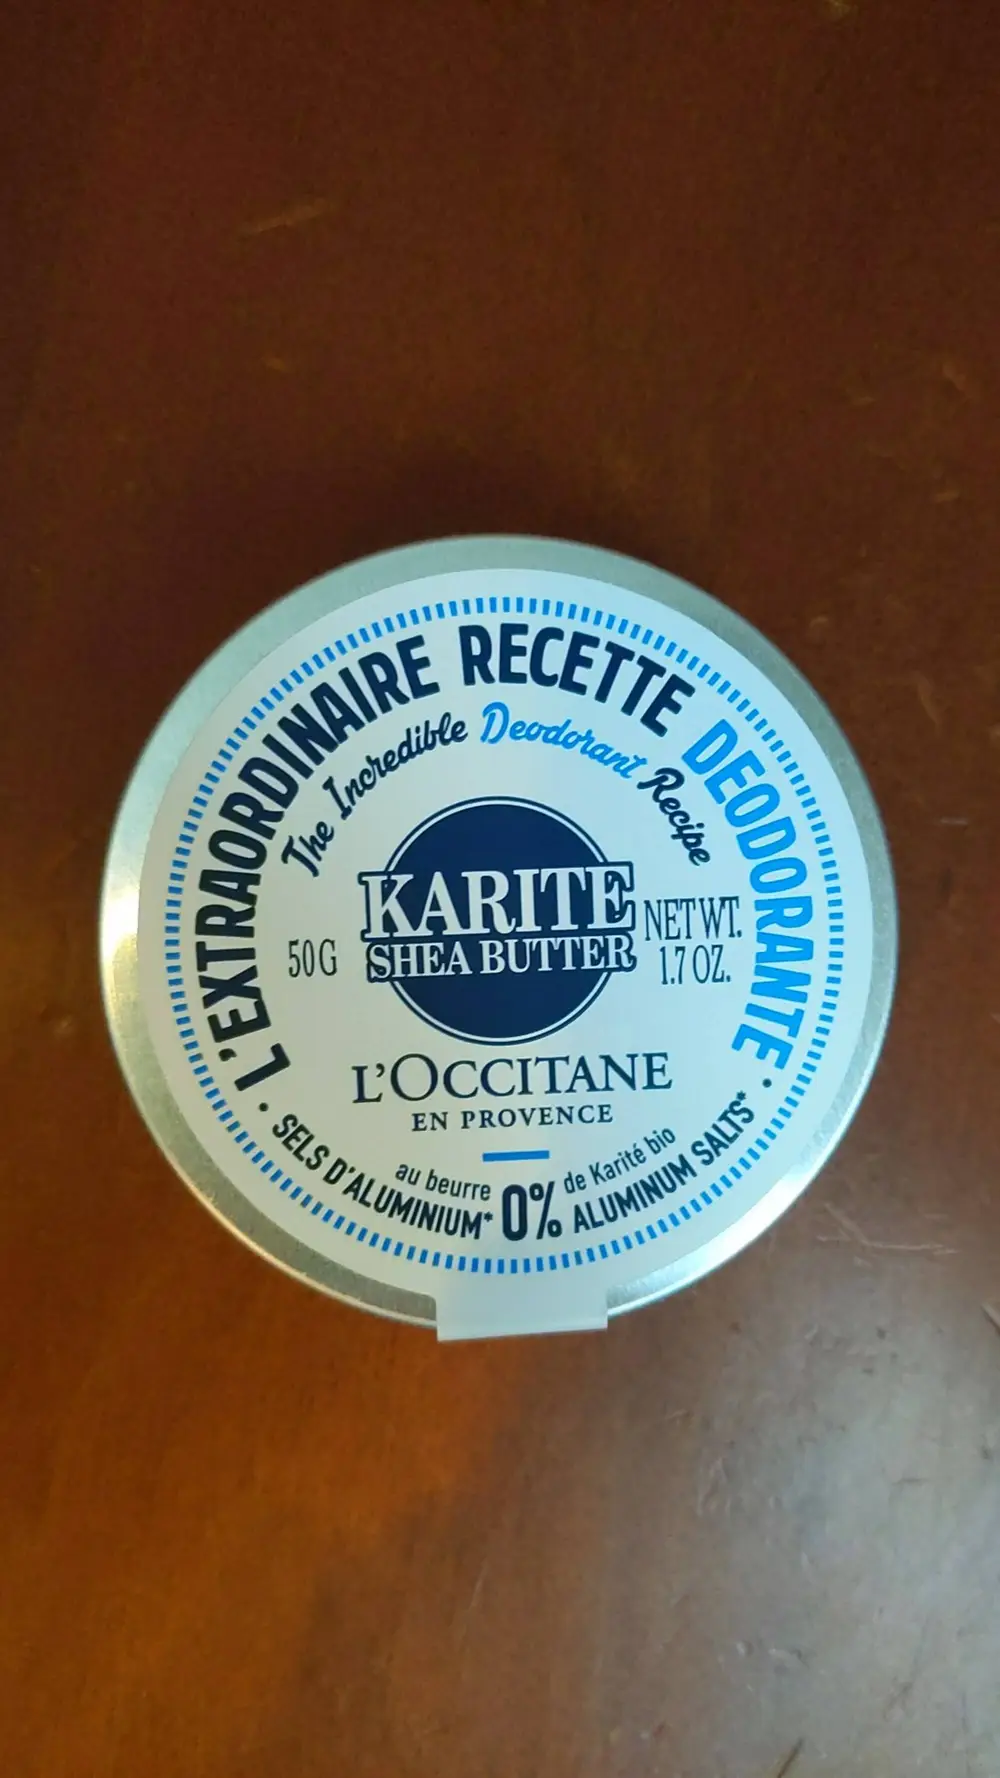 L'EXTRAORDINAIRE RECETTE DEODORANTE
The Incredible Deodorant Recipe
KARITE
SHEA BUTTER
50G
NET WT.
1.7 OZ.
L'OCCITANE
EN PROVENCE
au beurre de Karité bio
• SELS D'ALUMINIUM* 0% ALUMINUM SALTS* •